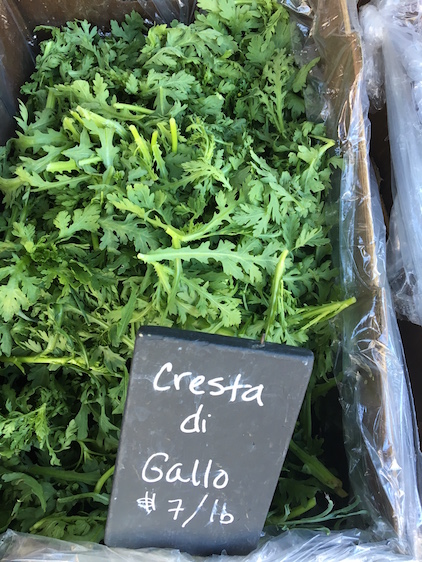 Cresta
di
Gallo
$7/lb